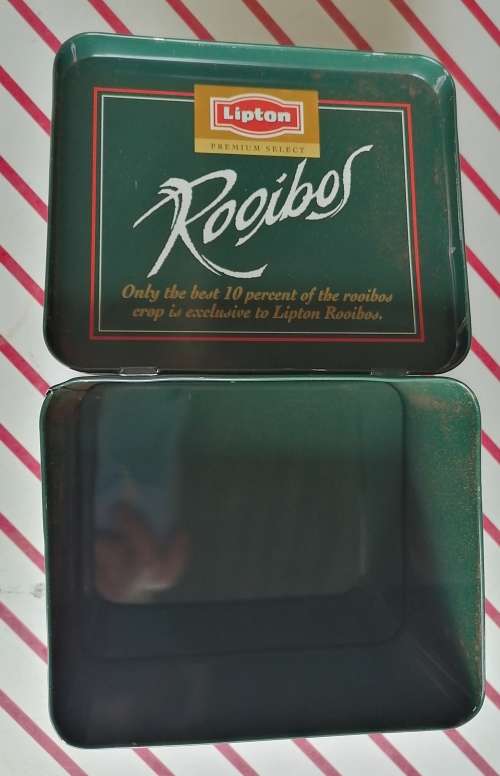 Lipton
PREMIUM SELECT
Rooibos
Only the best 10 percent of the rooibos
crop is exclusive to Lipton Rooibos.